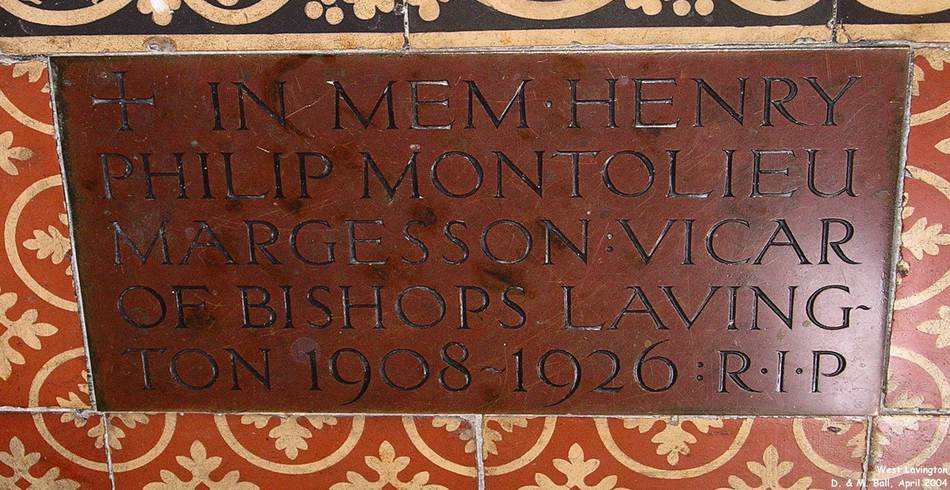 ✝ IN MEM · HENRY
PHILIP MONTOLIEU
MARGESSON : VICAR
OF BISHOPS LAVING-
TON 1908-1926 : R·I·P
West Lavington
D. & M. Ball, April 2004